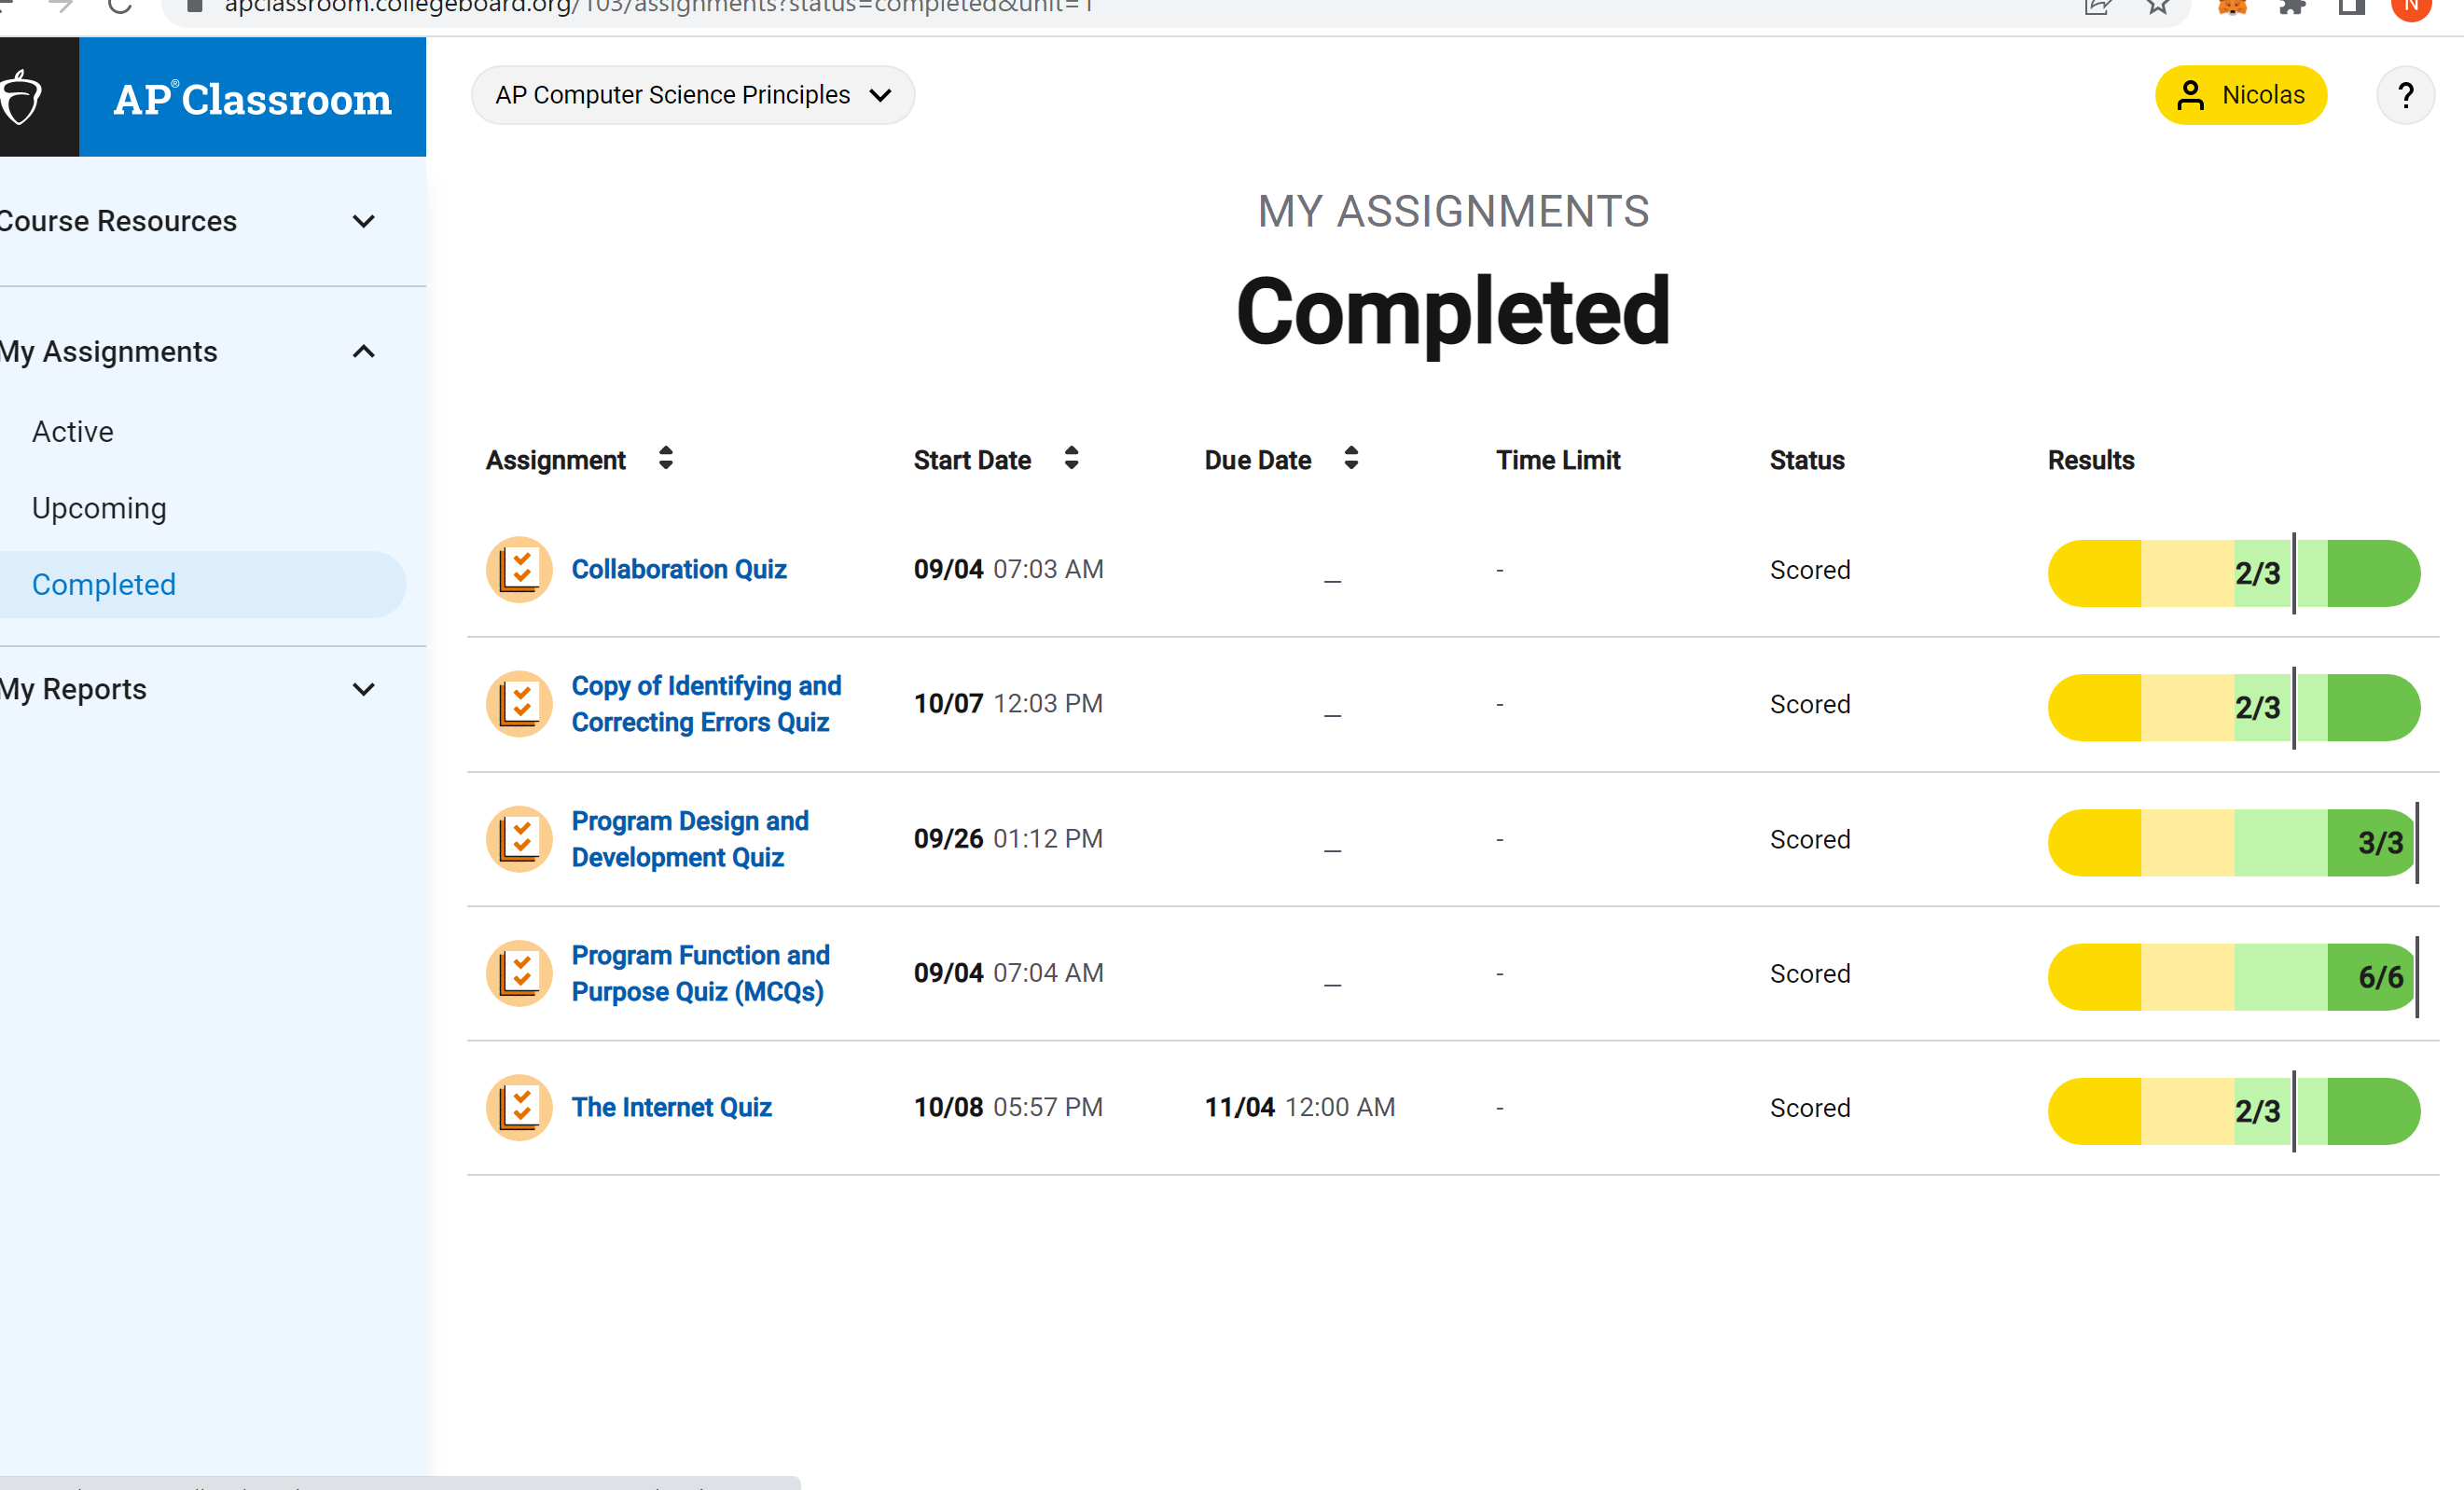 apclassroom.collegeboard.org/103/assignments?status=completed&unit=1
N
AP® Classroom
AP Computer Science Principles
Nicolas
?
Course Resources
My Assignments
Active
Upcoming
Completed
My Reports
MY ASSIGNMENTS
Completed
Assignment Start Date Due Date Time Limit Status Results
Collaboration Quiz 09/04 07:03 AM _ - Scored 2/3
Copy of Identifying and
Correcting Errors Quiz 10/07 12:03 PM _ - Scored 2/3
Program Design and
Development Quiz 09/26 01:12 PM _ - Scored 3/3
Program Function and
Purpose Quiz (MCQs) 09/04 07:04 AM _ - Scored 6/6
The Internet Quiz 10/08 05:57 PM 11/04 12:00 AM - Scored 2/3